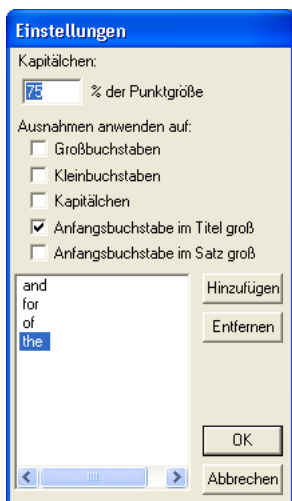 Einstellungen
Kapitälchen:
75 % der Punktgröße
Ausnahmen anwenden auf:
Großbuchstaben
Kleinbuchstaben
Kapitälchen
Anfangsbuchstabe im Titel groß
Anfangsbuchstabe im Satz groß
and
for
of
the
Hinzufügen
Entfernen
OK
Abbrechen